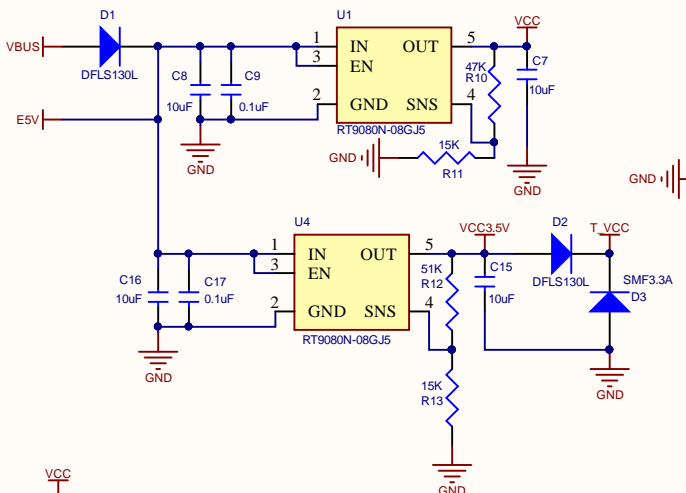 D1
U1
VCC
VBUS
DFLS130L
1 IN OUT 5
3 EN
C8
C9
47K
R10
C7
10uF
0.1uF
10uF
2 GND SNS 4
E5V
RT9080N-08GJ5
15K
GND
R11
GND
GND
GND
U4
VCC3.5V
D2
T_VCC
1 IN OUT 5
3 EN
51K
R12
C15
DFLS130L
SMF3.3A
C16
C17
10uF
0.1uF
10uF
D3
2 GND SNS 4
RT9080N-08GJ5
GND
15K
R13
GND
VCC
GND